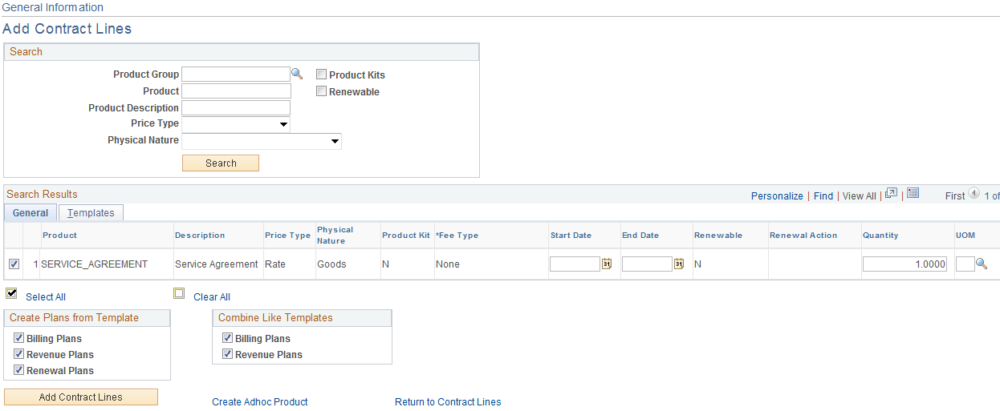 General Information
Add Contract Lines
Search
Product Group
Product Kits
Product
Renewable
Product Description
Price Type
Physical Nature
Search
Search Results
Personalize | Find | View All | | First 1 of
General Templates
Product Description Price Type Physical Nature Product Kit *Fee Type Start Date End Date Renewable Renewal Action Quantity UOM
1 SERVICE_AGREEMENT Service Agreement Rate Goods N None 31 31 N 1.0000
Select All Clear All
Create Plans from Template Combine Like Templates
Billing Plans Billing Plans
Revenue Plans Revenue Plans
Renewal Plans
Add Contract Lines Create Adhoc Product Return to Contract Lines